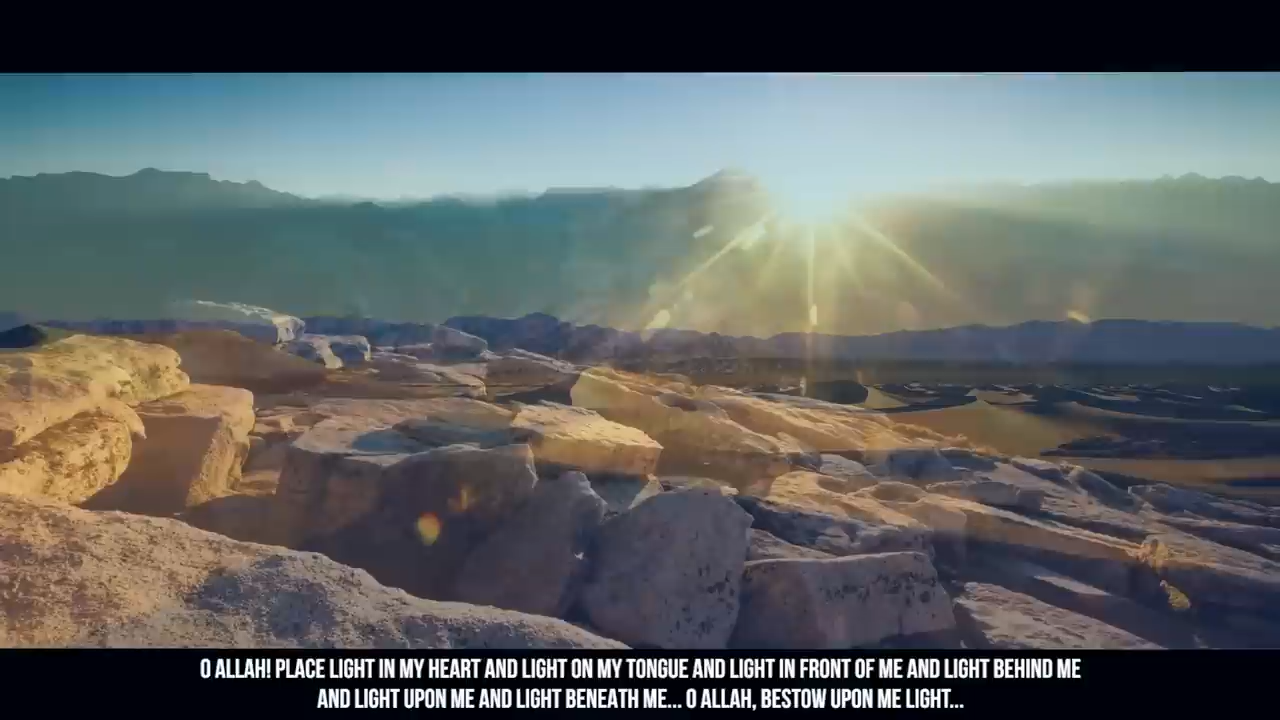 O ALLAH! PLACE LIGHT IN MY HEART AND LIGHT ON MY TONGUE AND LIGHT IN FRONT OF ME AND LIGHT BEHIND ME
AND LIGHT UPON ME AND LIGHT BENEATH ME... O ALLAH, BESTOW UPON ME LIGHT...